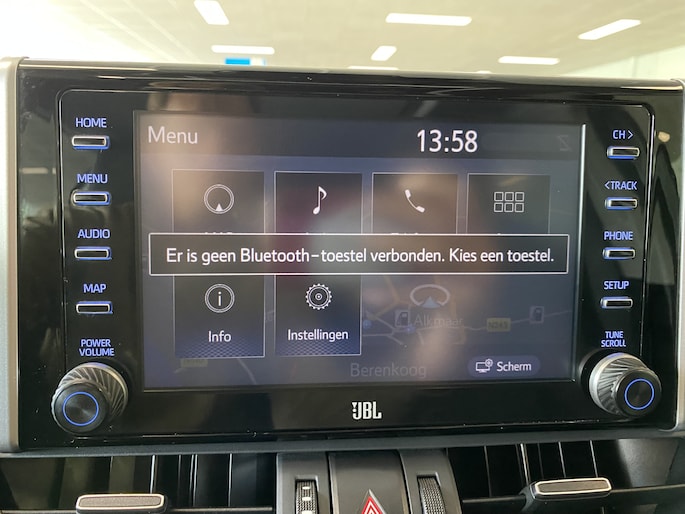 HOME
MENU
AUDIO
MAP
POWER
VOLUME
Menu
13:58
Er is geen Bluetooth-toestel verbonden. Kies een toestel.
Info
Instellingen
Alkmaar
Berenkoog
Scherm
CH >
< TRACK
PHONE
SETUP
TUNE
SCROLL
JBL